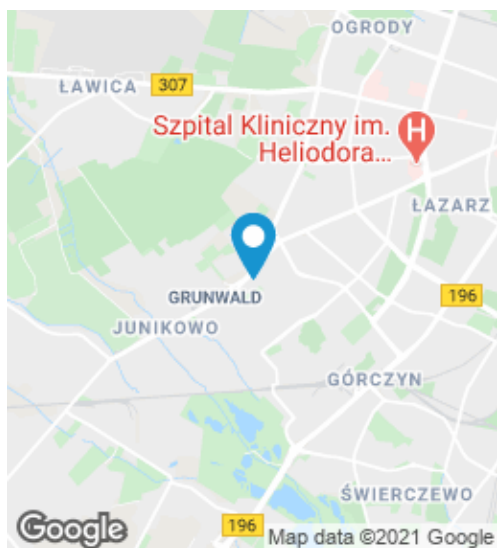 OGRODY
ŁAWICA
307
Szpital Kliniczny im.
Heliodora...
H
ŁAZARZ
GRUNWALD
196
JUNIKOWO
GÓRCZYN
ŚWIERCZEWO
Google
196
Map data ©2021 Google